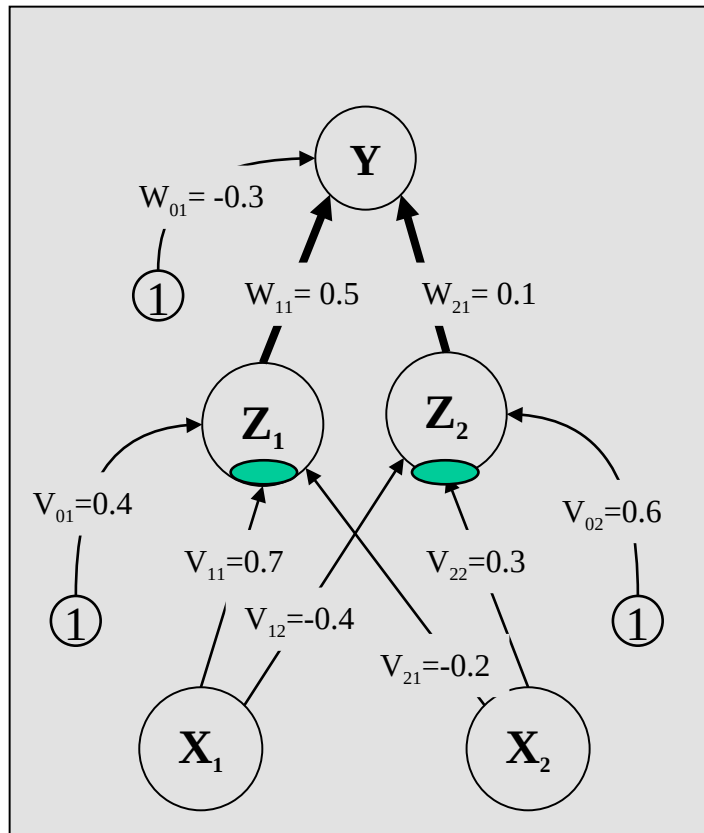 Y
W₀₁= -0.3
1
W₁₁= 0.5
W₂₁= 0.1
Z₁
Z₂
V₀₁=0.4
V₀₂=0.6
V₁₁=0.7
V₂₂=0.3
1
V₁₂=-0.4
1
V₂₁=-0.2
X₁
X₂